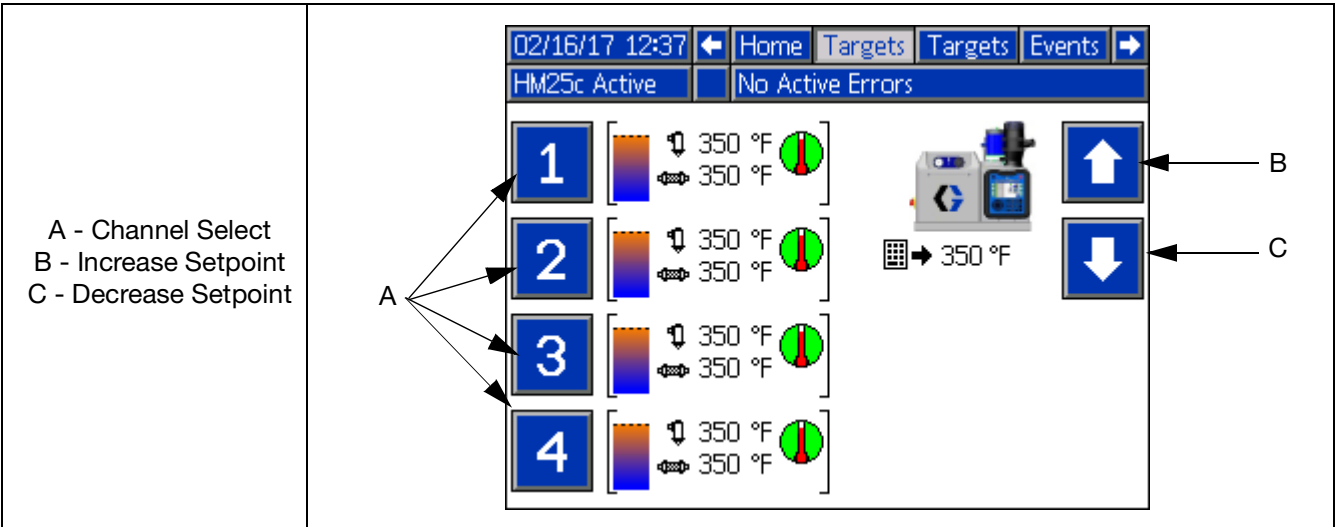 A - Channel Select
B - Increase Setpoint
C - Decrease Setpoint
A
02/16/17 12:37 Home Targets Targets Events
HM25c Active No Active Errors
1 350 °F
350 °F
2 350 °F
350 °F
3 350 °F
350 °F
4 350 °F
350 °F
350 °F
B
C